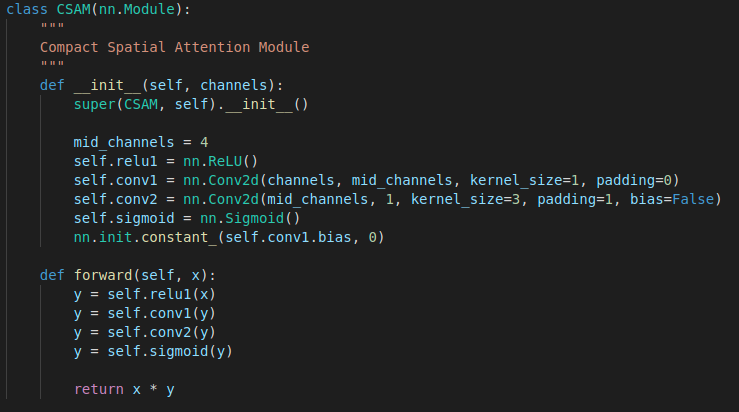 class CSAM(nn.Module):
    """
    Compact Spatial Attention Module
    """
    def __init__(self, channels):
        super(CSAM, self).__init__()

        mid_channels = 4
        self.relu1 = nn.ReLU()
        self.conv1 = nn.Conv2d(channels, mid_channels, kernel_size=1, padding=0)
        self.conv2 = nn.Conv2d(mid_channels, 1, kernel_size=3, padding=1, bias=False)
        self.sigmoid = nn.Sigmoid()
        nn.init.constant_(self.conv1.bias, 0)

    def forward(self, x):
        y = self.relu1(x)
        y = self.conv1(y)
        y = self.conv2(y)
        y = self.sigmoid(y)

        return x * y